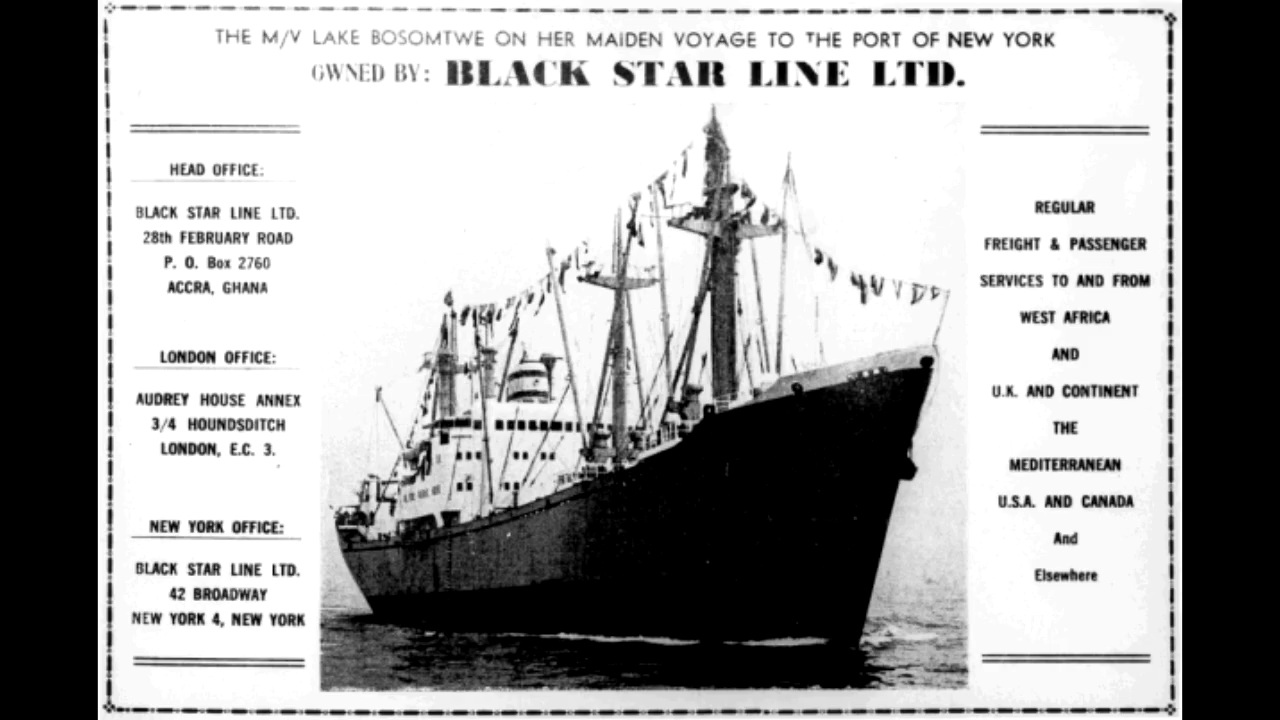 THE M/V LAKE BOSOMTWE ON HER MAIDEN VOYAGE TO THE PORT OF NEW YORK
OWNED BY: BLACK STAR LINE LTD.
HEAD OFFICE:
BLACK STAR LINE LTD.
28th FEBRUARY ROAD
P. O. Box 2760
ACCRA, GHANA
LONDON OFFICE:
AUDREY HOUSE ANNEX
3/4 HOUNDSDITCH
LONDON, E.C. 3.
NEW YORK OFFICE:
BLACK STAR LINE LTD.
42 BROADWAY
NEW YORK 4, NEW YORK
REGULAR
FREIGHT & PASSENGER
SERVICES TO AND FROM
WEST AFRICA
AND
U.K. AND CONTINENT
THE
MEDITERRANEAN
U.S.A. AND CANADA
And
Elsewhere